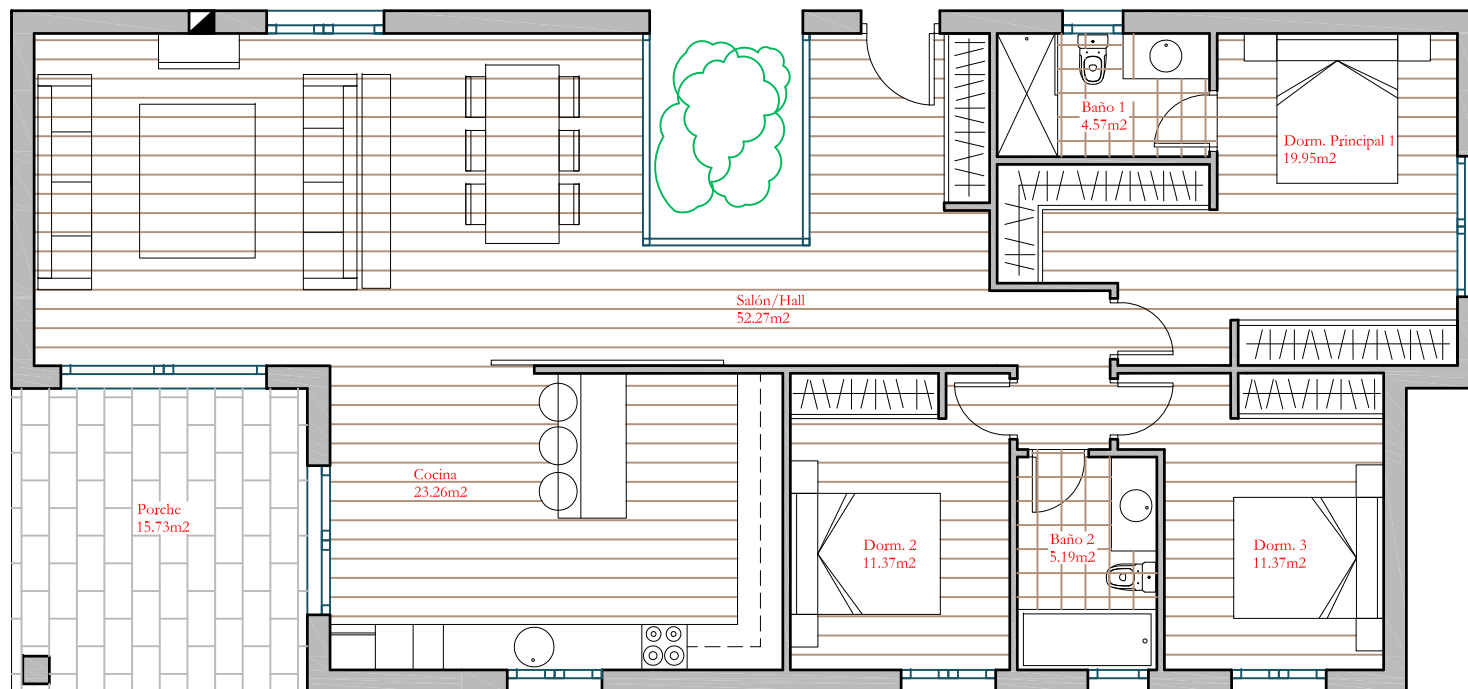 Baño 1
4.57m2
Dorm. Principal 1
19.95m2
Salón/Hall
52.27m2
Cocina
23.26m2
Porche
15.73m2
Dorm. 2
11.37m2
Baño 2
5.19m2
Dorm. 3
11.37m2